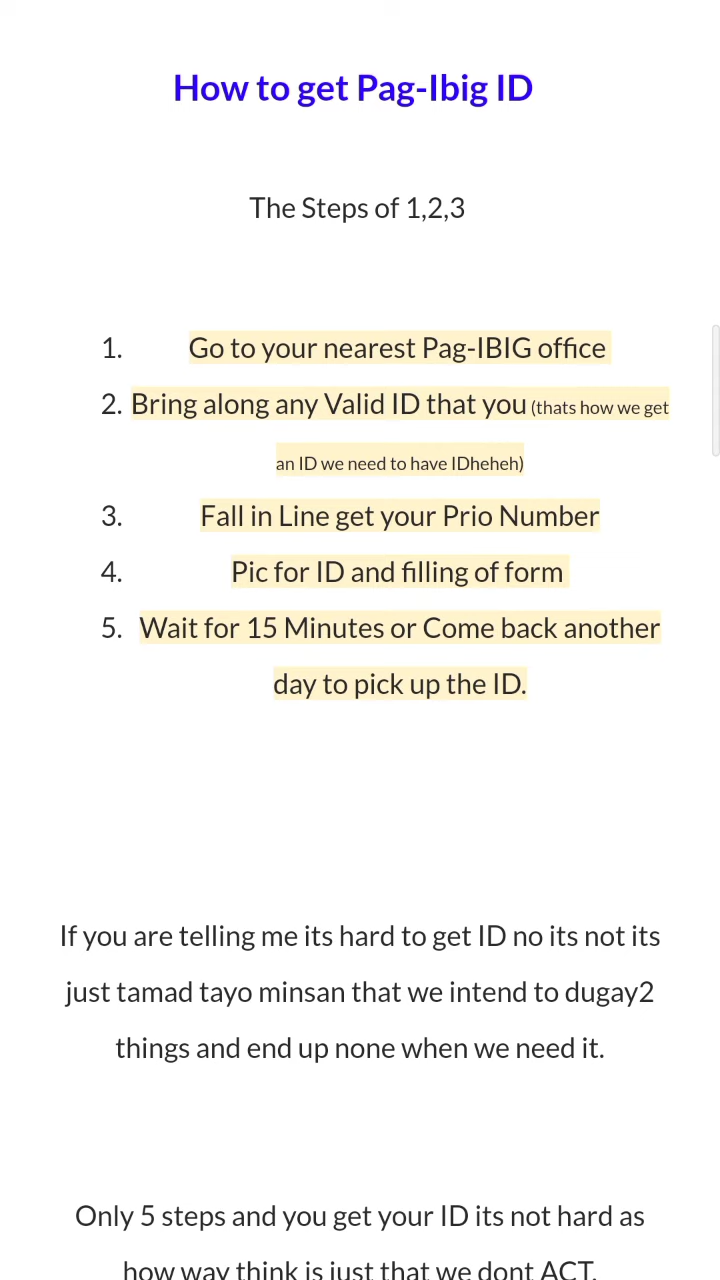 How to get Pag-Ibig ID
The Steps of 1,2,3
1. Go to your nearest Pag-IBIG office
2. Bring along any Valid ID that you (thats how we get
an ID we need to have IDheheh)
3. Fall in Line get your Prio Number
4. Pic for ID and filling of form
5. Wait for 15 Minutes or Come back another
day to pick up the ID.
If you are telling me its hard to get ID no its not its
just tamad tayo minsan that we intend to dugay2
things and end up none when we need it.
Only 5 steps and you get your ID its not hard as
how way think is just that we dont ACT.